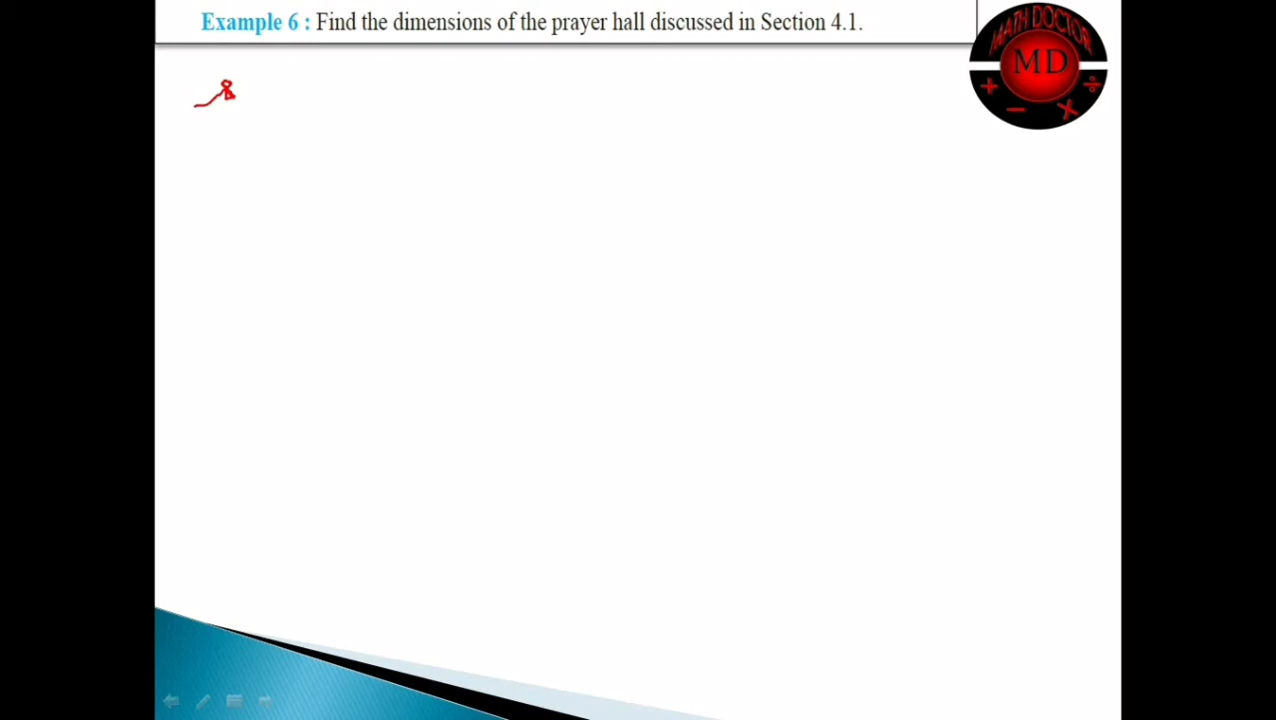 Example 6 : Find the dimensions of the prayer hall discussed in Section 4.1.
MATH DOCTOR
MD
+ − × ÷